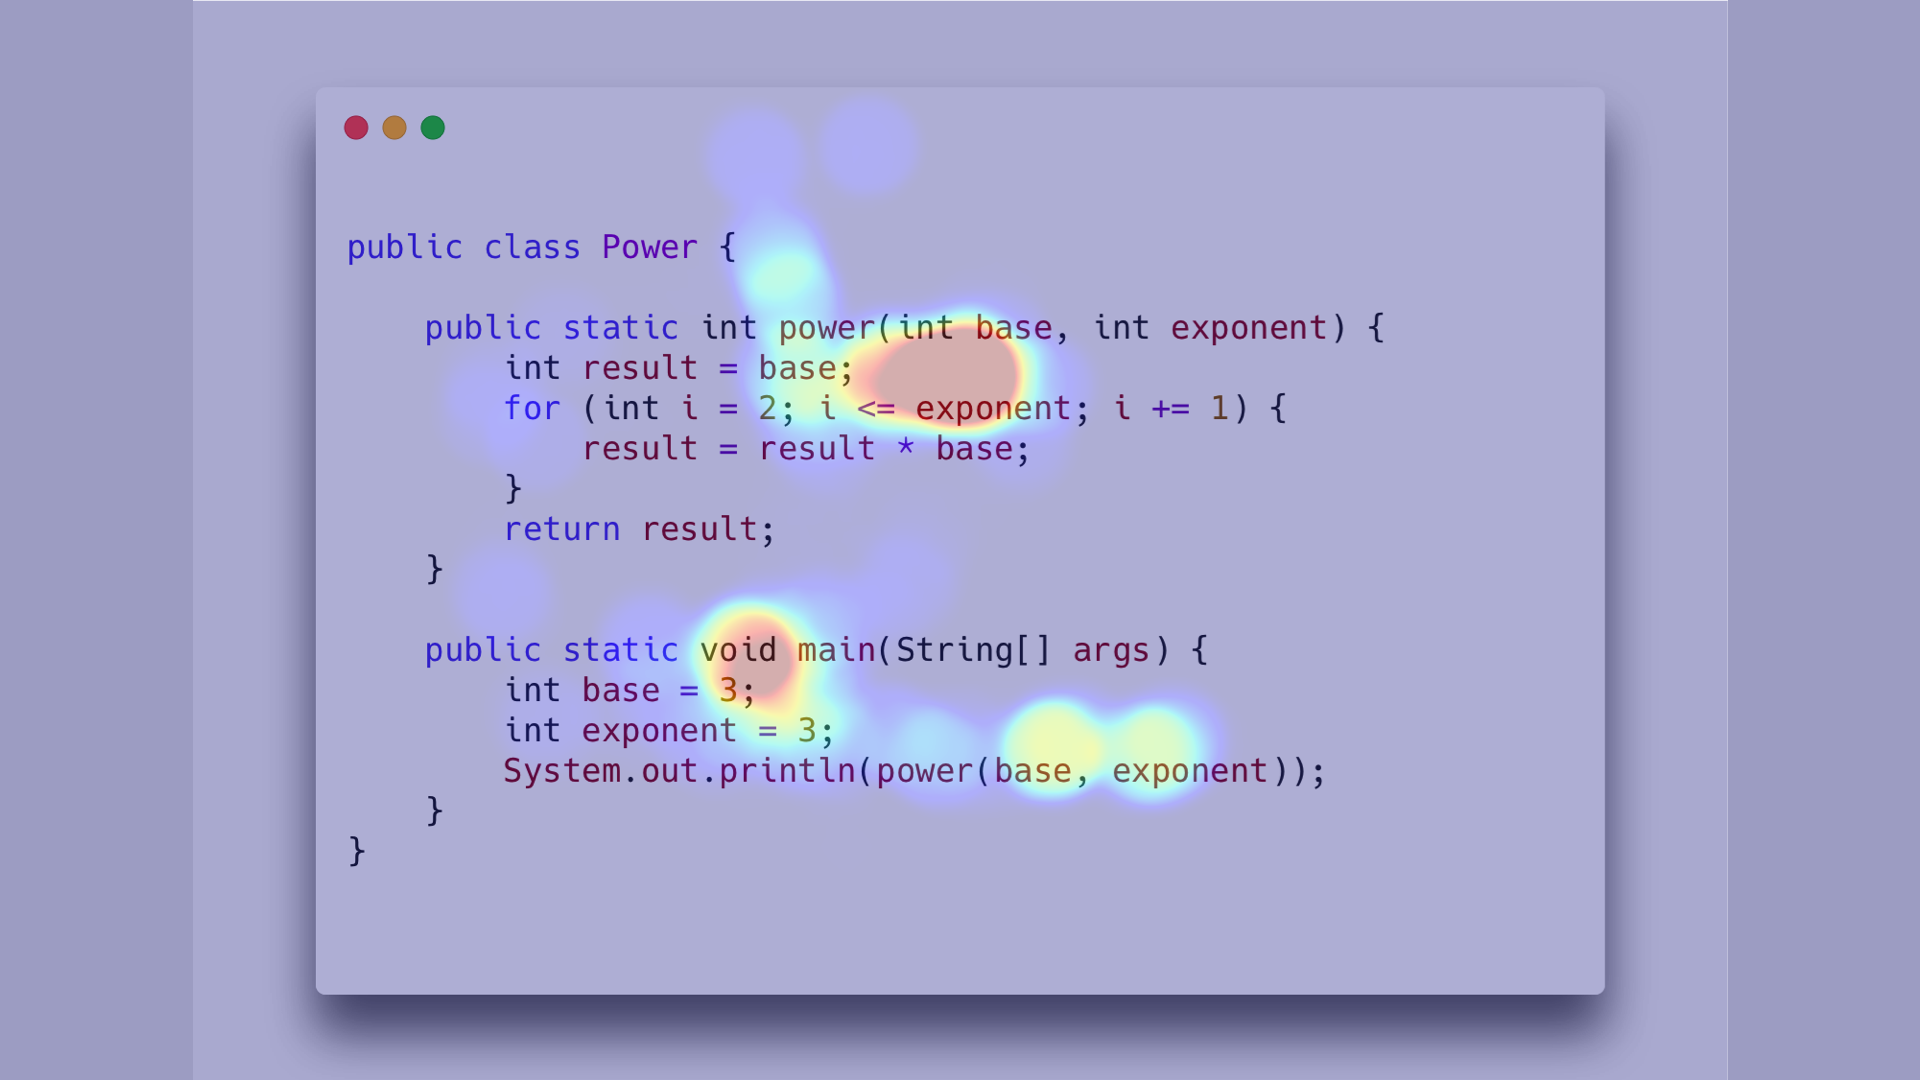 public class Power {
    public static int power(int base, int exponent) {
        int result = base;
        for (int i = 2; i <= exponent; i += 1) {
            result = result * base;
        }
        return result;
    }
    public static void main(String[] args) {
        int base = 3;
        int exponent = 3;
        System.out.println(power(base, exponent));
    }
}